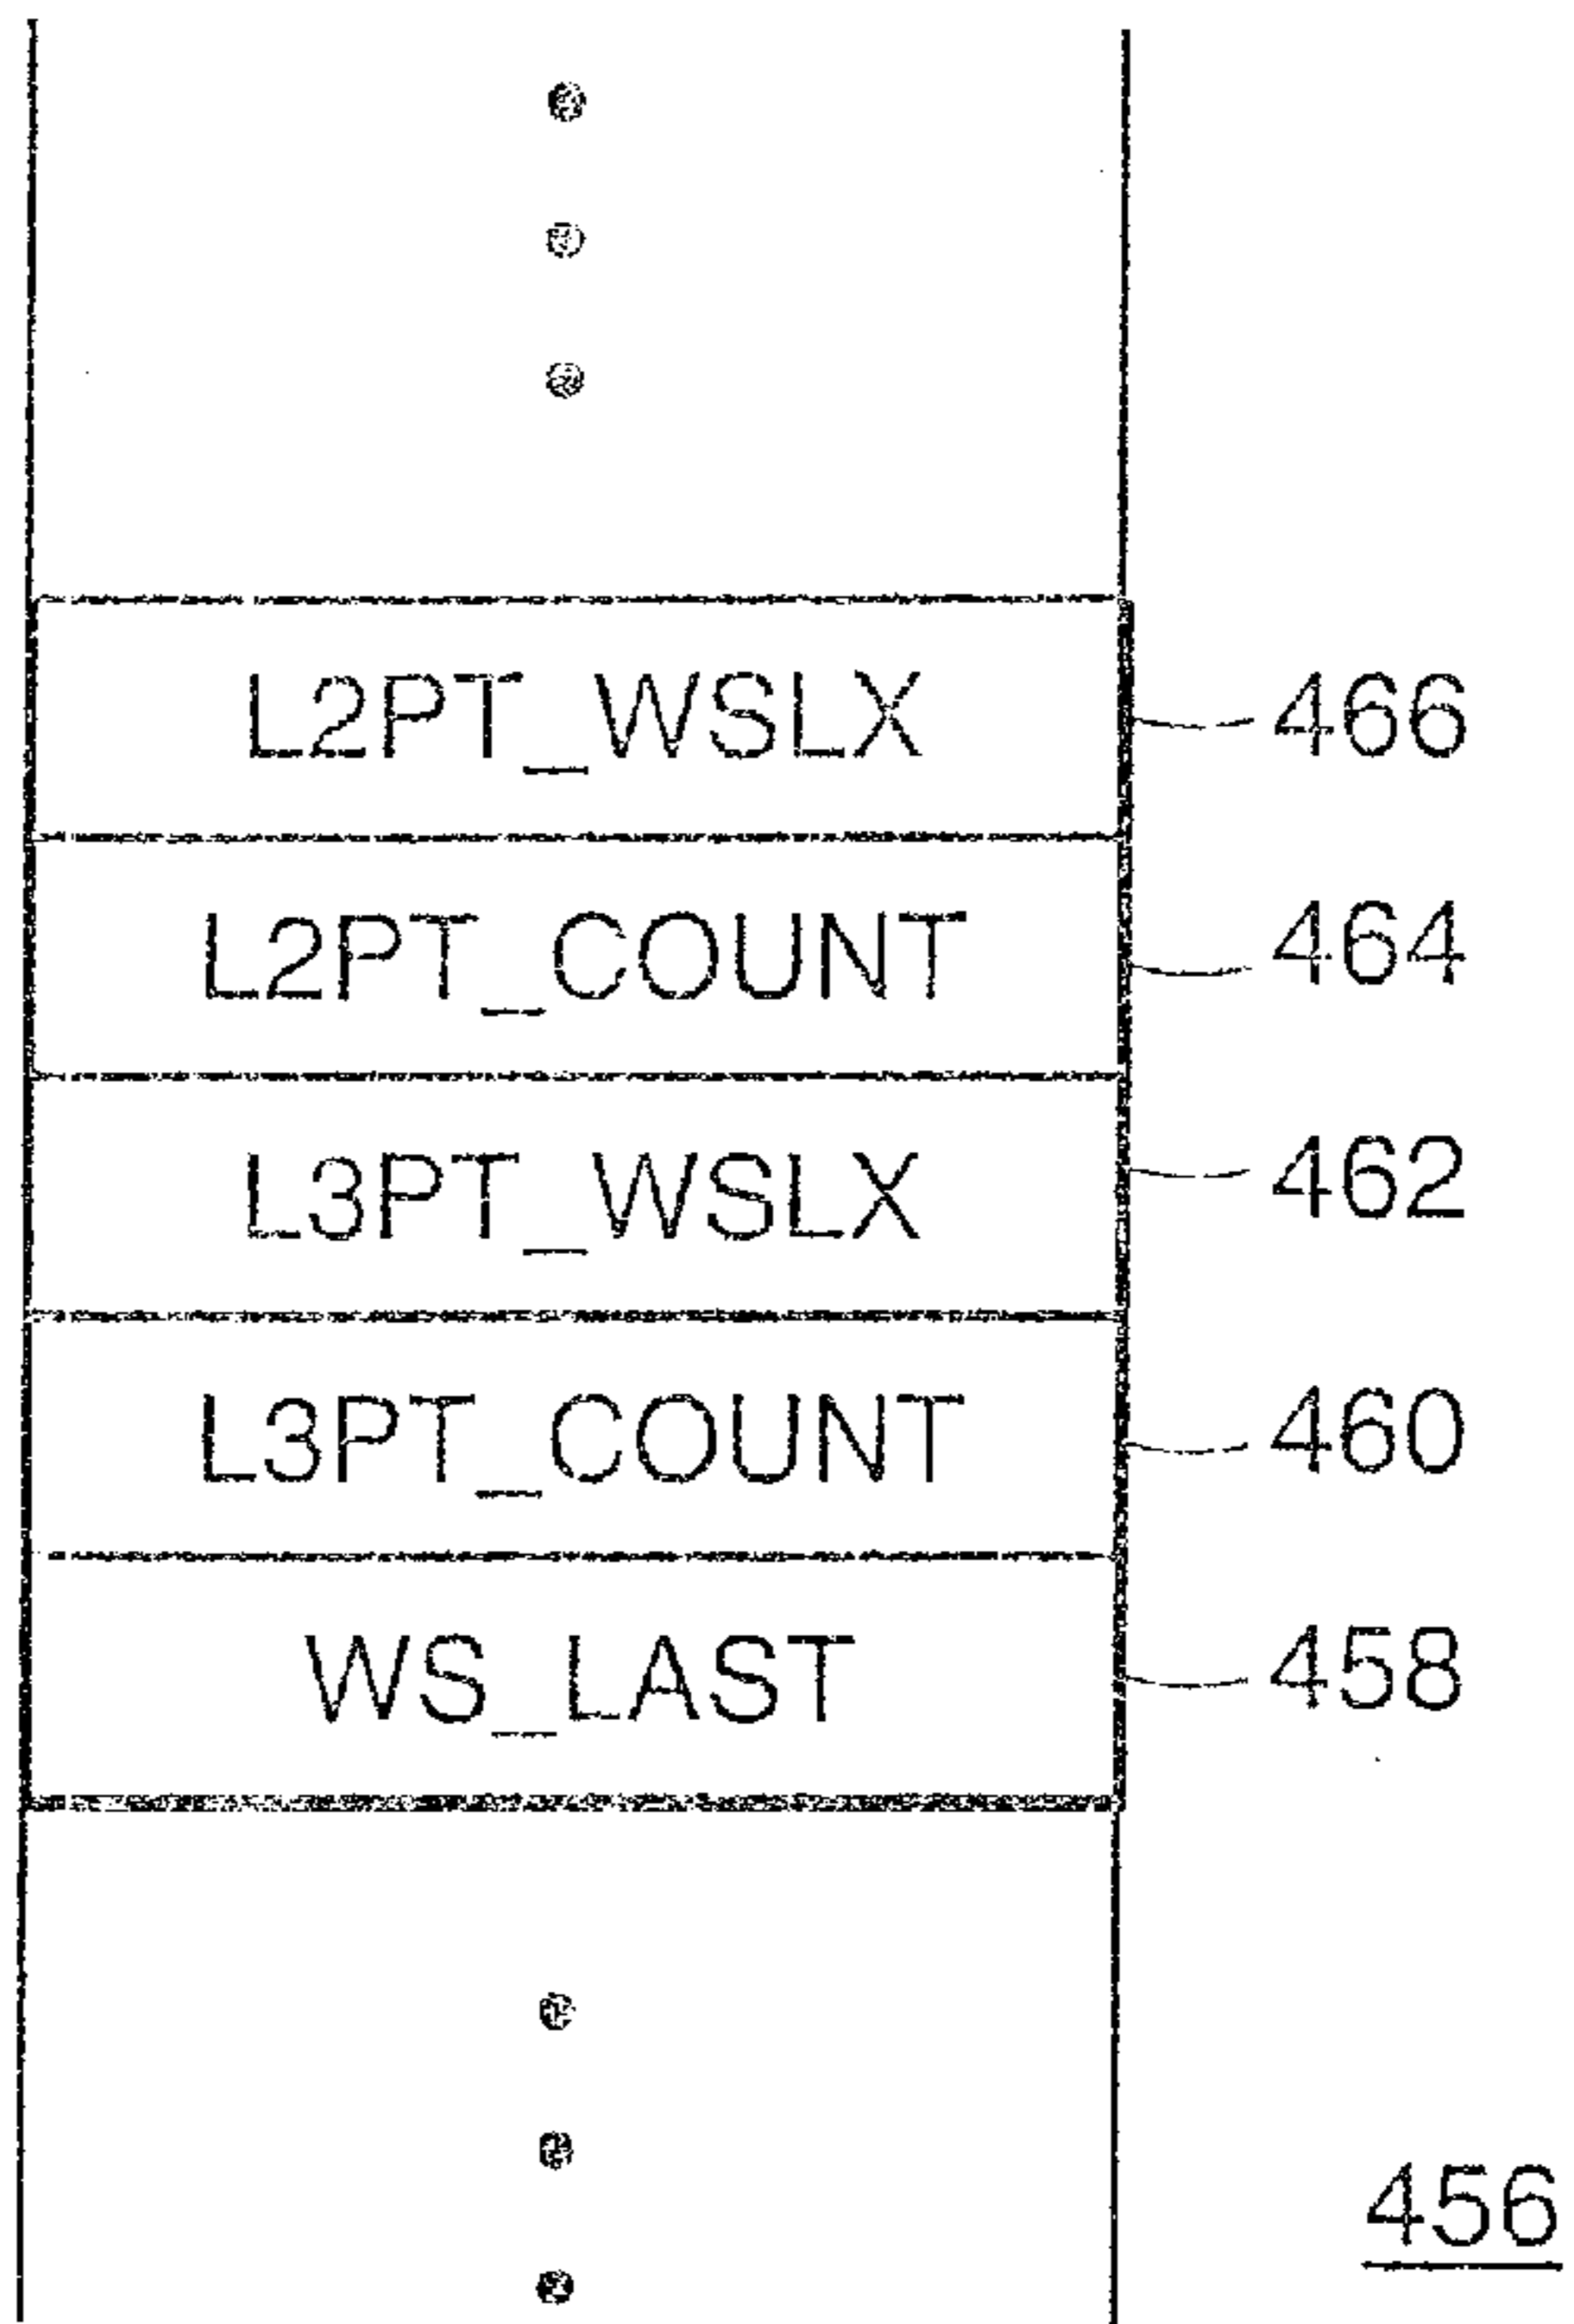 L2PT_WSLX 466
L2PT_COUNT 464
L3PT_WSLX 462
L3PT_COUNT 460
WS_LAST 458
456